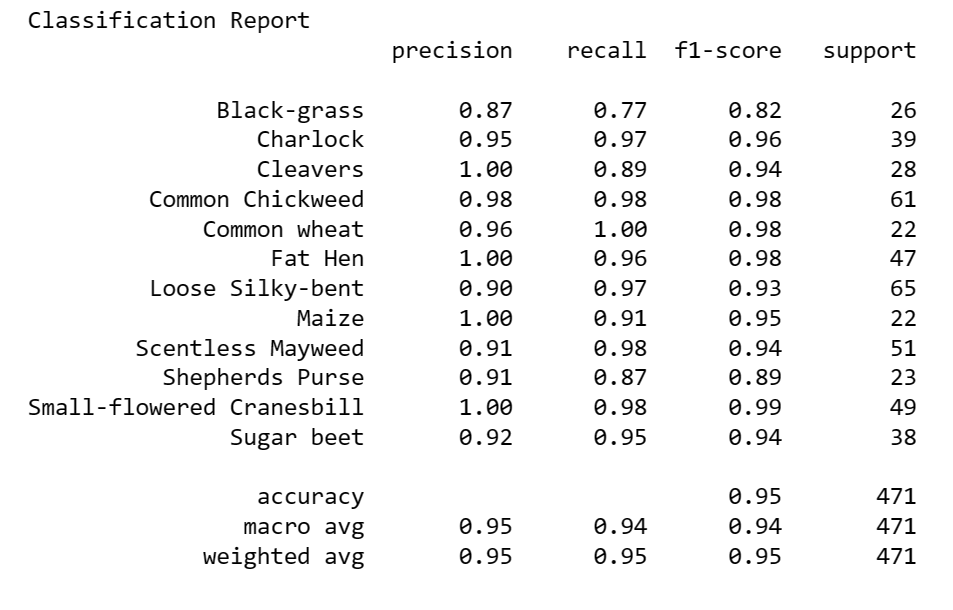 Classification Report
precision recall f1-score support
Black-grass 0.87 0.77 0.82 26
Charlock 0.95 0.97 0.96 39
Cleavers 1.00 0.89 0.94 28
Common Chickweed 0.98 0.98 0.98 61
Common wheat 0.96 1.00 0.98 22
Fat Hen 1.00 0.96 0.98 47
Loose Silky-bent 0.90 0.97 0.93 65
Maize 1.00 0.91 0.95 22
Scentless Mayweed 0.91 0.98 0.94 51
Shepherds Purse 0.91 0.87 0.89 23
Small-flowered Cranesbill 1.00 0.98 0.99 49
Sugar beet 0.92 0.95 0.94 38
accuracy 0.95 471
macro avg 0.95 0.94 0.94 471
weighted avg 0.95 0.95 0.95 471